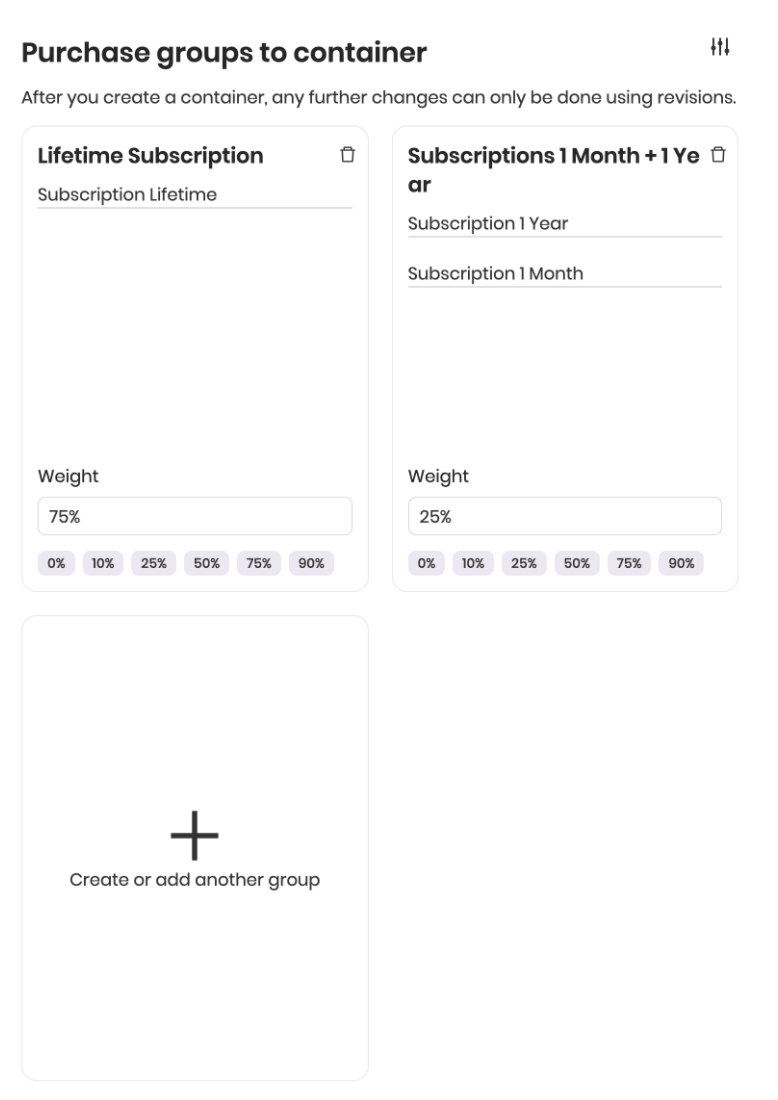 Purchase groups to container
After you create a container, any further changes can only be done using revisions.
Lifetime Subscription
Subscription Lifetime
Weight
75%
0% 10% 25% 50% 75% 90%
Subscriptions 1 Month + 1 Ye
ar
Subscription 1 Year
Subscription 1 Month
Weight
25%
0% 10% 25% 50% 75% 90%
Create or add another group